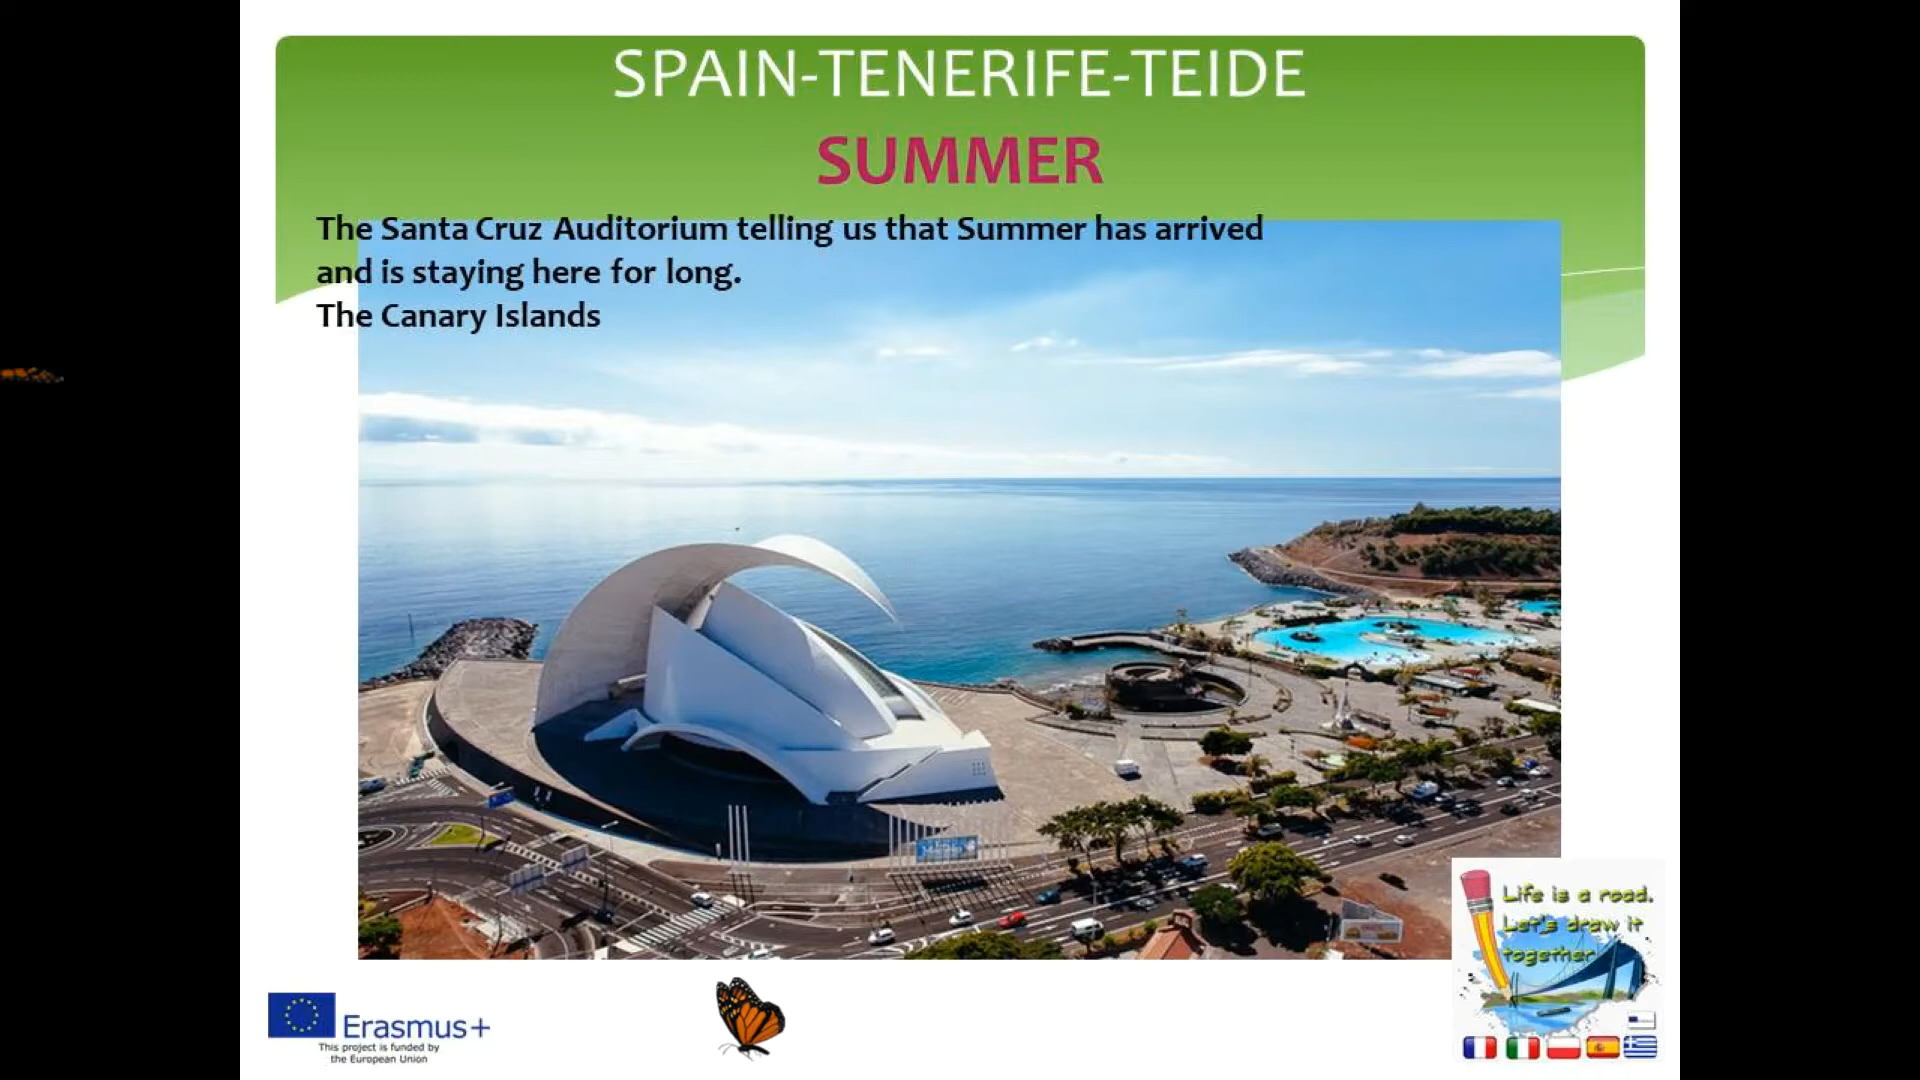 SPAIN-TENERIFE-TEIDE
SUMMER
The Santa Cruz Auditorium telling us that Summer has arrived
and is staying here for long.
The Canary Islands
Life is a road.
Let's draw it
together
Erasmus+
This project is funded by
the European Union